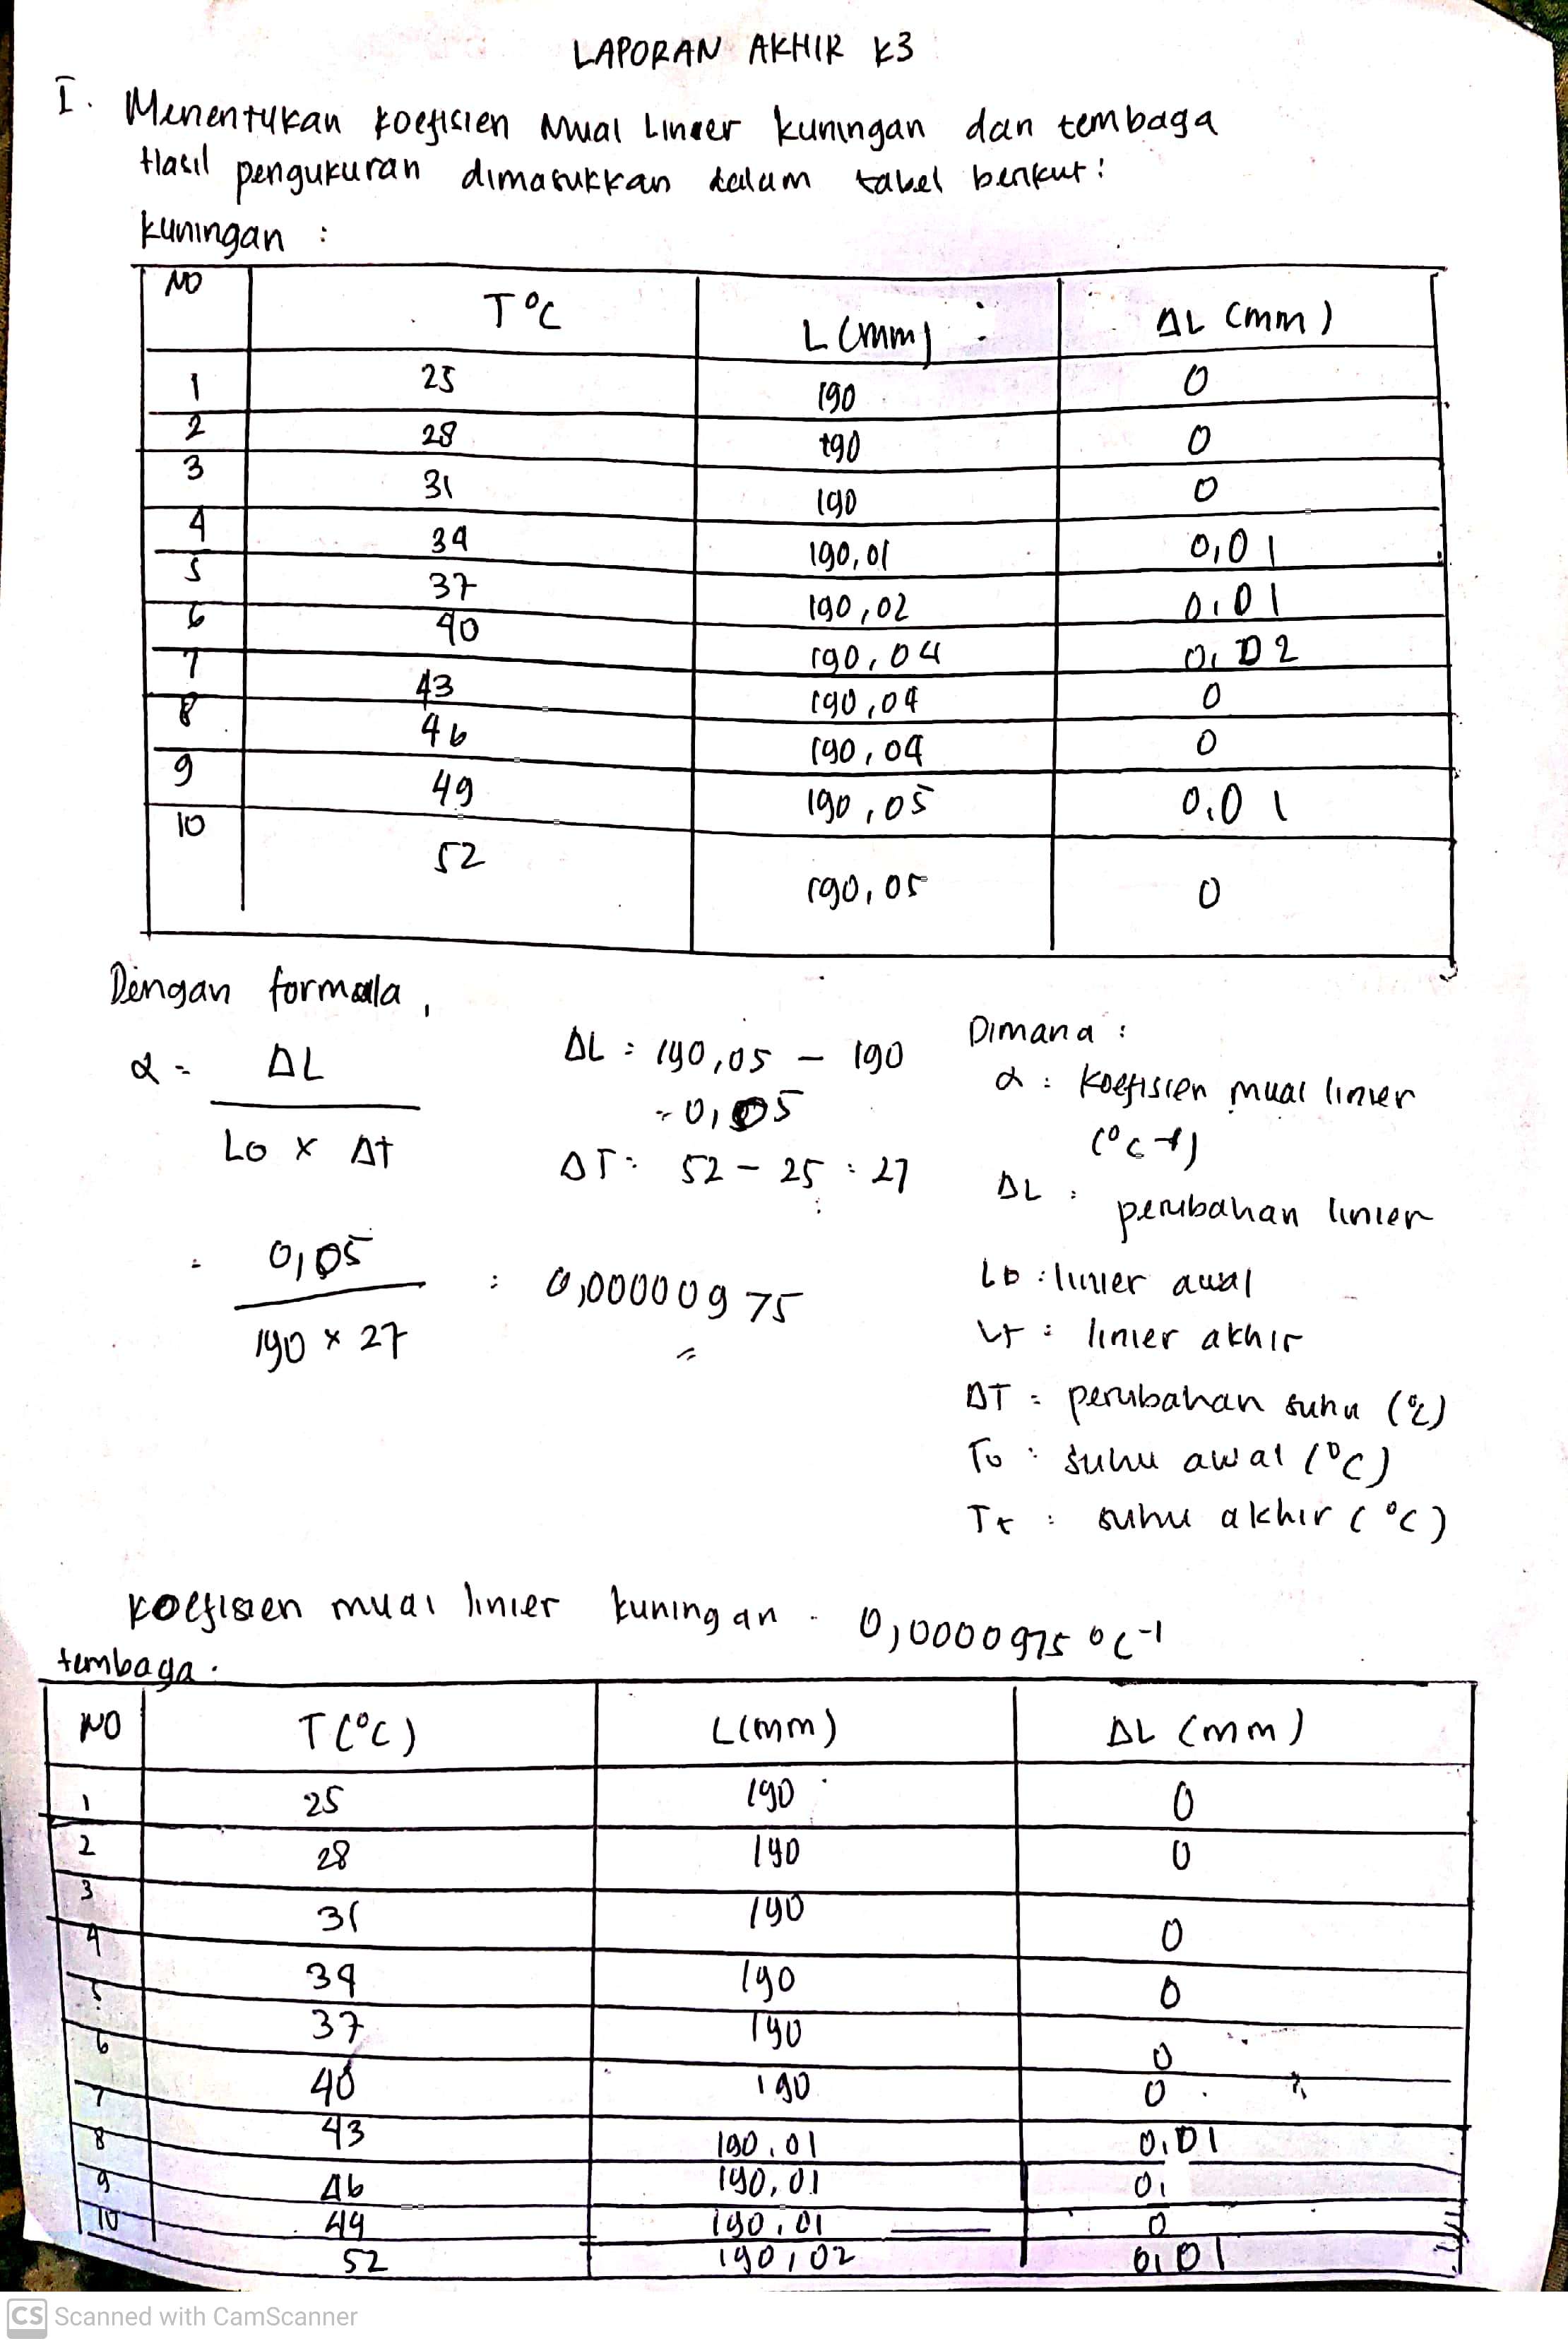 LAPORAN AKHIR K3
I. Menentukan koefisien Muai Linier kuningan dan tembaga
Hasil pengukuran dimasukkan dalam tabel berikut:
kuningan :
NO T°C L (mm) ΔL (mm)
1 25 190 0
2 28 190 0
3 31 190 0
4 34 190,01 0,01
5 37 190,02 0,01
6 40 190,04 0,02
7 43 190,04 0
8 46 190,04 0
9 49 190,05 0,01
10 52 190,05 0
Dengan formula,
α = ΔL / Lo x Δt
ΔL = 190,05 - 190
= 0,05
ΔT = 52 - 25 = 27
= 0,05 / 190 x 27 = 0,00000975
Dimana :
α : koefisien muai linier
(°C-1)
ΔL : perubahan linier
Lo : linier awal
Lt : linier akhir
ΔT = perubahan suhu (°C)
To : suhu awal (°C)
Tt : suhu akhir (°C)
koefisien muai linier kuningan = 0,0000975 °C-1
tembaga.
NO T(°C) L(mm) ΔL (mm)
1 25 190 0
2 28 190 0
3 31 190 0
4 34 190 0
5 37 190 0
6 40 190 0
7 43 190,01 0,01
8 46 190,01 0,
9 49 190,01 0
10 52 190,02 0,01
CS Scanned with CamScanner